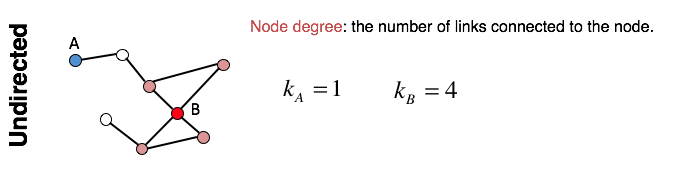 Undirected
Node degree: the number of links connected to the node.
A
B
k_A = 1
k_B = 4